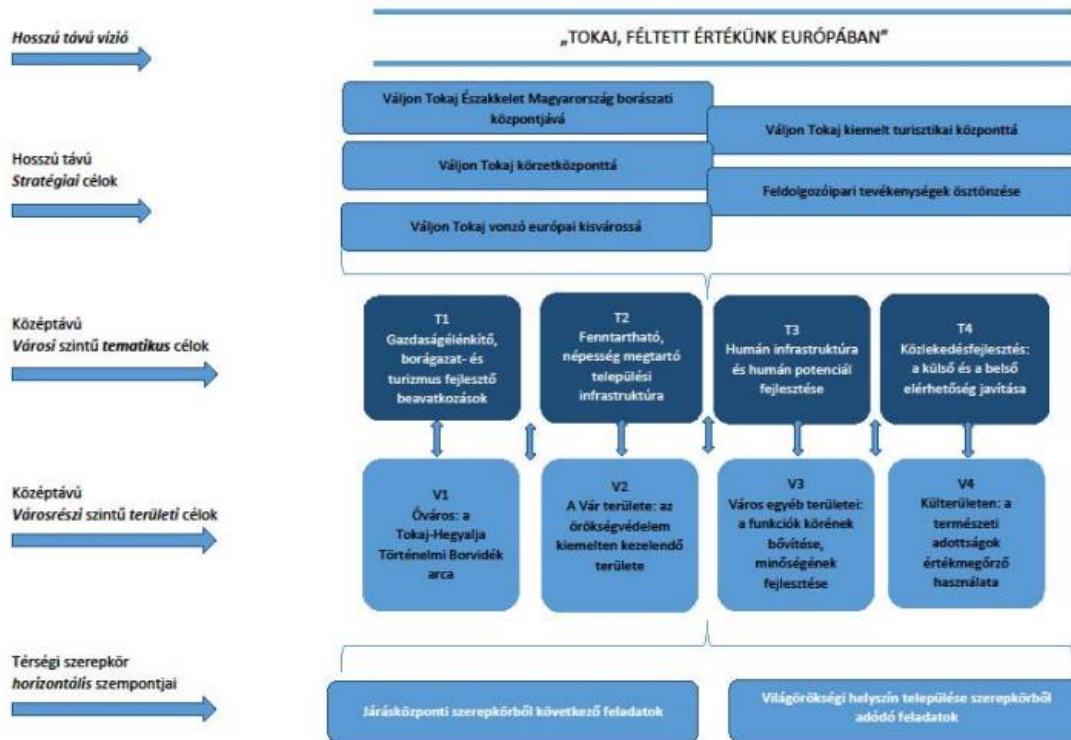 Hosszú távú vízió
„TOKAJ, FÉLTETT ÉRTÉKÜNK EURÓPÁBAN”
Hosszú távú
Stratégiai célok
Váljon Tokaj Északkelet Magyarország borászati
központjává
Váljon Tokaj kiemelt turisztikai központtá
Váljon Tokaj körzetközponttá
Feldolgozóipari tevékenységek ösztönzése
Váljon Tokaj vonzó európai kisvárossá
Középtávú
Városi szintű tematikus célok
T1
Gazdaságélénkítő,
borágazat- és
turizmus fejlesztő
beavatkozások
T2
Fenntartható,
népesség megtartó
települési
infrastruktúra
T3
Humán infrastruktúra
és humán potenciál
fejlesztése
T4
Közlekedésfejlesztés:
a külső és a belső
elérhetőség javítása
Középtávú
Városrészi szintű területi célok
V1
Óváros: a
Tokaj-Hegyalja
Történelmi Borvidék
arca
V2
A Vár területe: az
örökségvédelem
kiemelten kezelendő
területe
V3
Város egyéb területei:
a funkciók körének
bővítése,
minőségének
fejlesztése
V4
Külterületen: a
természeti
adottságok
értékmegőrző
használata
Térségi szerepkör
horizontális szempontjai
Járásközponti szerepkörből következő feladatok
Világörökségi helyszín települése szerepkörből
adódó feladatok